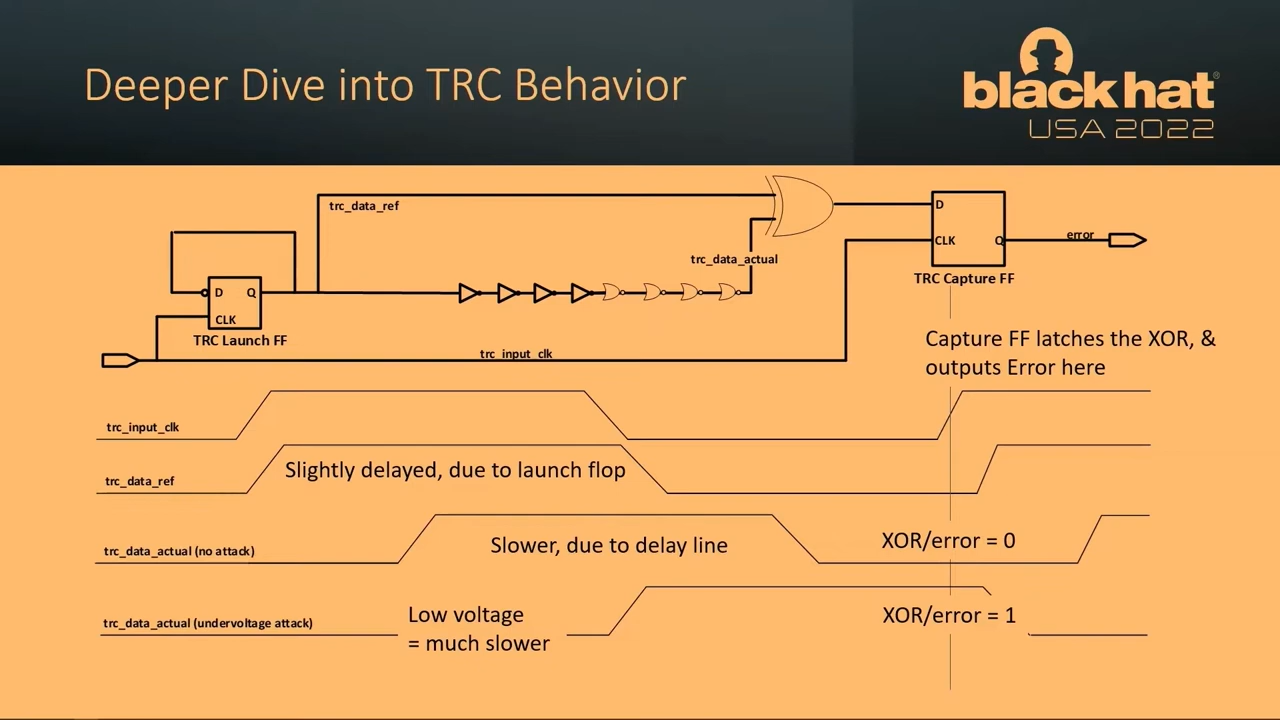 Deeper Dive into TRC Behavior
black hat®
USA 2022
trc_data_ref
D
CLK
Q
error
trc_data_actual
TRC Capture FF
D
Q
CLK
TRC Launch FF
trc_input_clk
Capture FF latches the XOR, &
outputs Error here
trc_input_clk
Slightly delayed, due to launch flop
trc_data_ref
trc_data_actual (no attack)
Slower, due to delay line
XOR/error = 0
trc_data_actual (undervoltage attack)
Low voltage
= much slower
XOR/error = 1